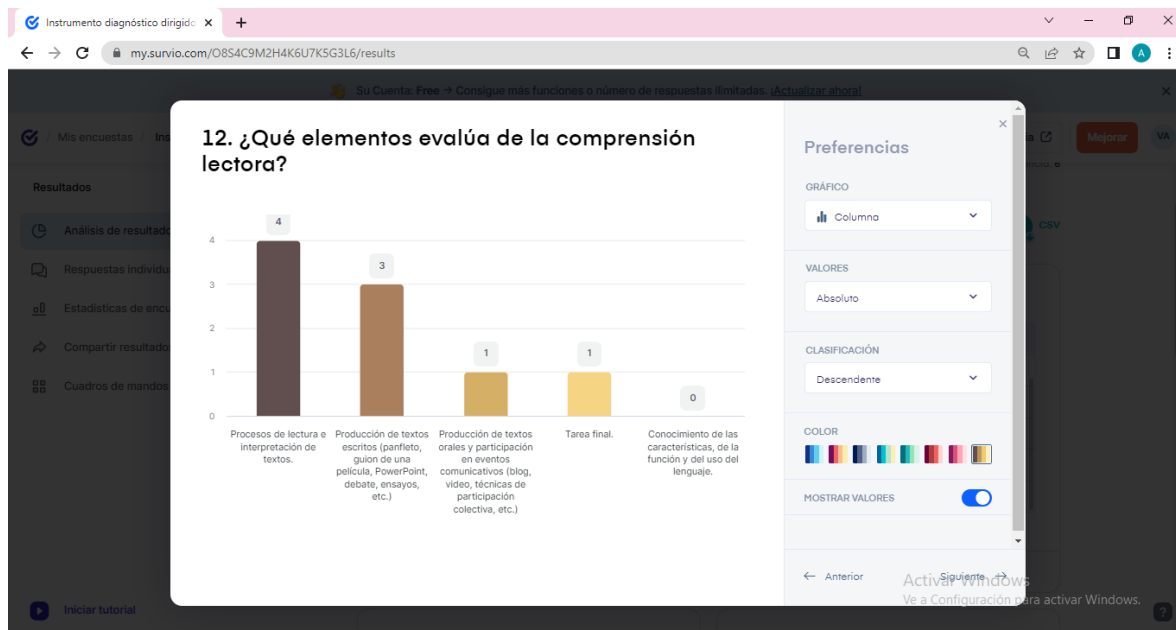 Instrumento diagnóstico dirigido
my.survio.com/O8S4C9M2H4K6U7K5G3L6/results
A
Su Cuenta: Free → Consigue más funciones o número de respuestas ilimitadas. ¡Actualizar ahora!
/ Mis encuestas / Ins
Mejorar
VA
Resultados
Análisis de resultado
Respuestas individu
Estadísticas de encu
Compartir resultado
Cuadros de mandos
Iniciar tutorial
CSV
12. ¿Qué elementos evalúa de la comprensión
lectora?
4
3
2
1
0
4
3
1
1
0
Procesos de lectura e
interpretación de
textos.
Producción de textos
escritos (panfleto,
guion de una
película, PowerPoint,
debate, ensayos,
etc.)
Producción de textos
orales y participación
en eventos
comunicativos (blog,
video, técnicas de
participación
colectiva, etc.)
Tarea final.
Conocimiento de las
características, de la
función y del uso del
lenguaje.
Preferencias
GRÁFICO
Columna
VALORES
Absoluto
CLASIFICACIÓN
Descendente
COLOR
MOSTRAR VALORES
← Anterior
Siguiente →
Activar Windows
Ve a Configuración para activar Windows.
?